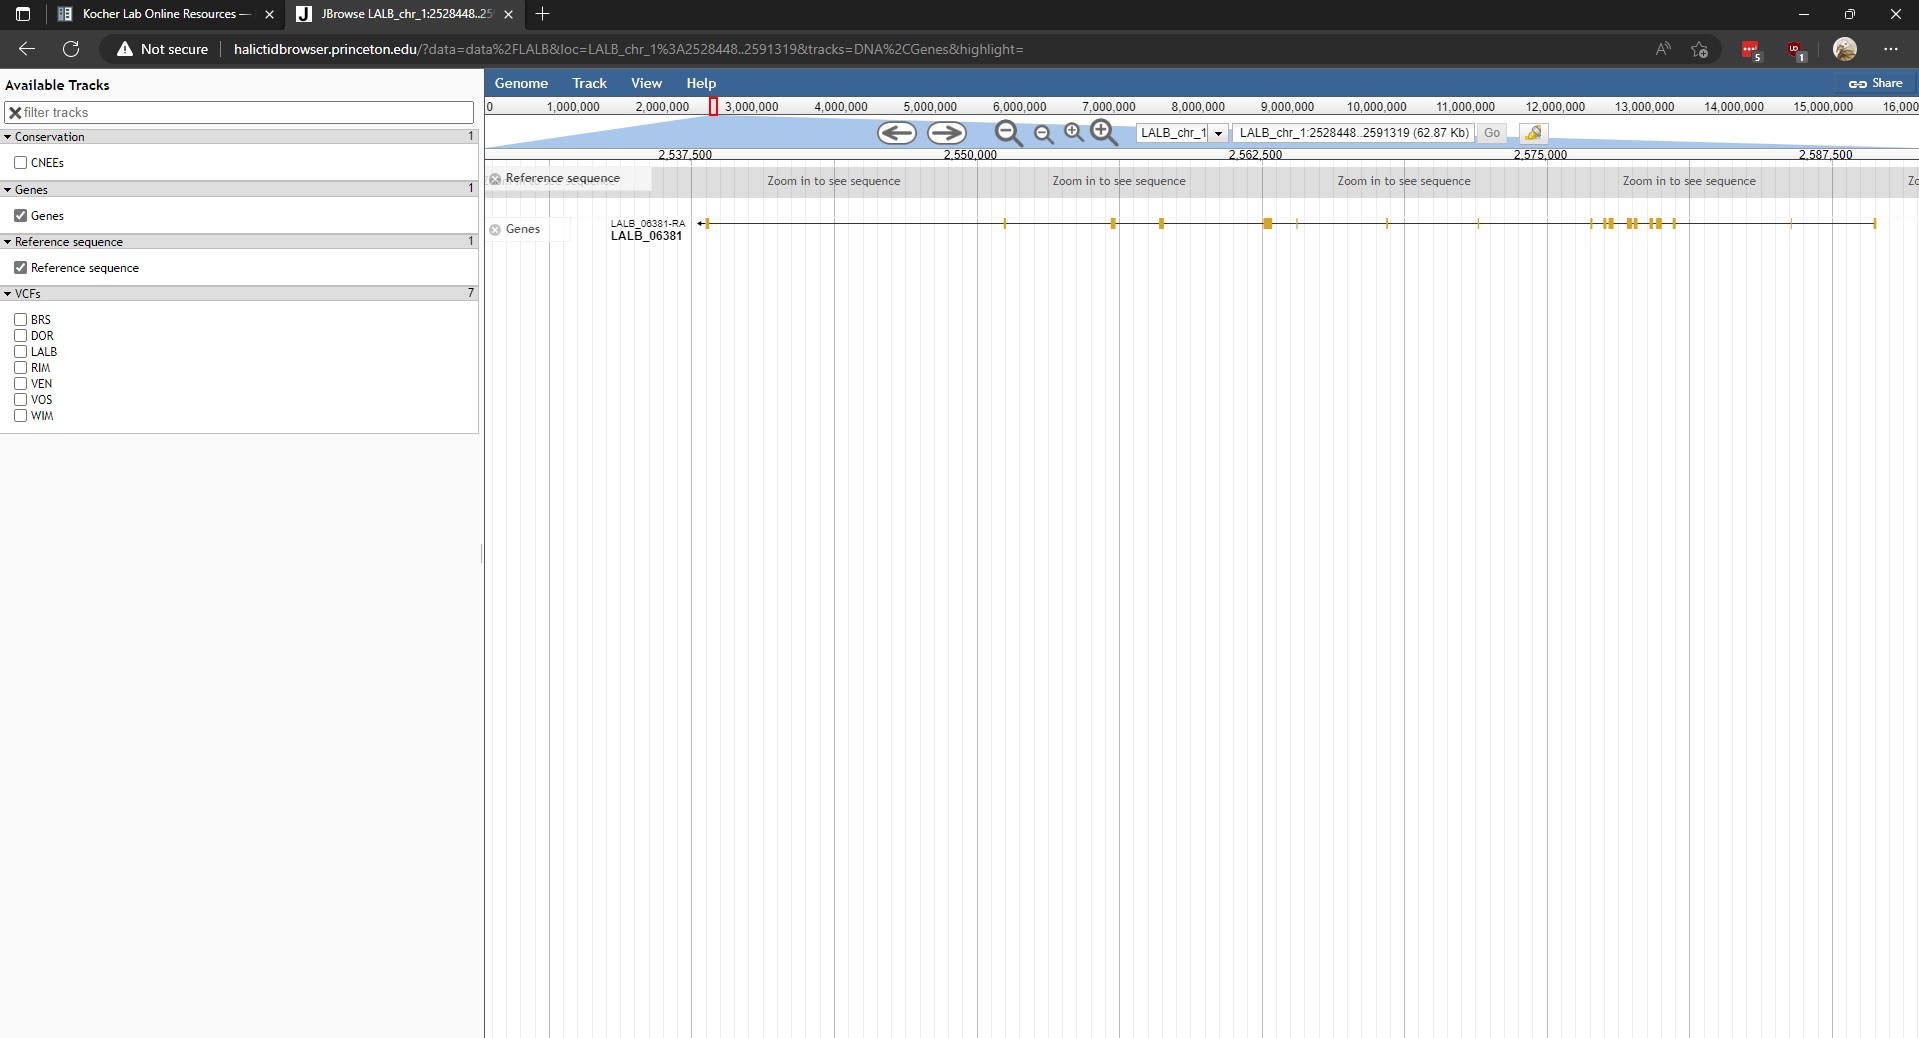 Kocher Lab Online Resources —
JBrowse LALB_chr_1:2528448..259
Not secure
halictidbrowser.princeton.edu/?data=data%2FLALB&loc=LALB_chr_1%3A2528448..2591319&tracks=DNA%2CGenes&highlight=
5
1
Available Tracks
filter tracks
Conservation 1
CNEEs
Genes 1
Genes
Reference sequence 1
Reference sequence
VCFs 7
BRS
DOR
LALB
RIM
VEN
VOS
WIM
Genome Track View Help Share
0 1,000,000 2,000,000 3,000,000 4,000,000 5,000,000 6,000,000 7,000,000 8,000,000 9,000,000 10,000,000 11,000,000 12,000,000 13,000,000 14,000,000 15,000,000 16,000
LALB_chr_1 LALB_chr_1:2528448..2591319 (62.87 Kb) Go
2,537,500 2,550,000 2,562,500 2,575,000 2,587,500
Reference sequence Zoom in to see sequence Zoom in to see sequence Zoom in to see sequence Zoom in to see sequence Zo
Genes
LALB_06381-RA
LALB_06381